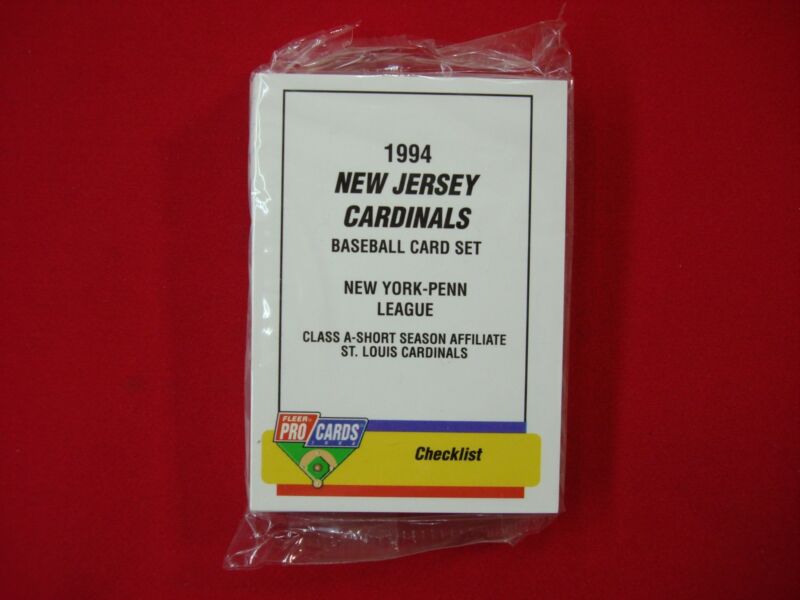 1994
NEW JERSEY
CARDINALS
BASEBALL CARD SET
NEW YORK-PENN
LEAGUE
CLASS A-SHORT SEASON AFFILIATE
ST. LOUIS CARDINALS
FLEER
PRO CARDS
1994
Checklist